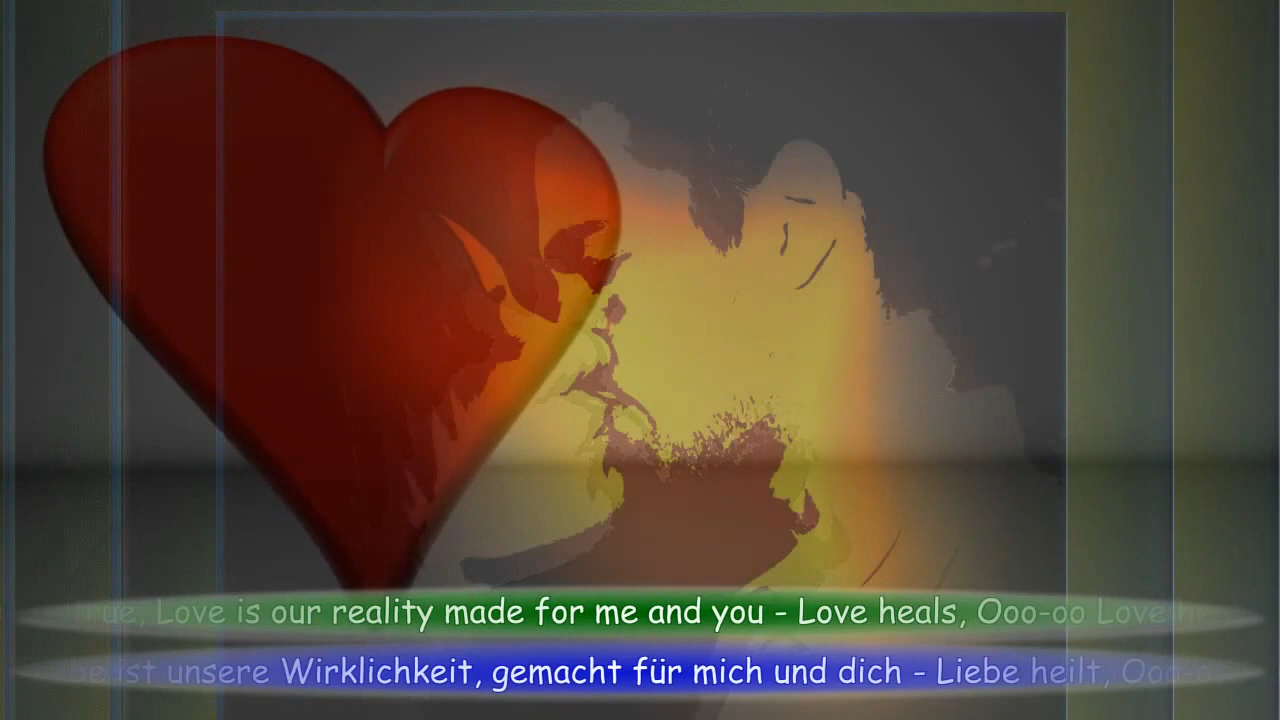 Love is our reality made for me and you - Love heals, Ooo-oo Love
ist unsere Wirklichkeit, gemacht für mich und dich - Liebe heilt,